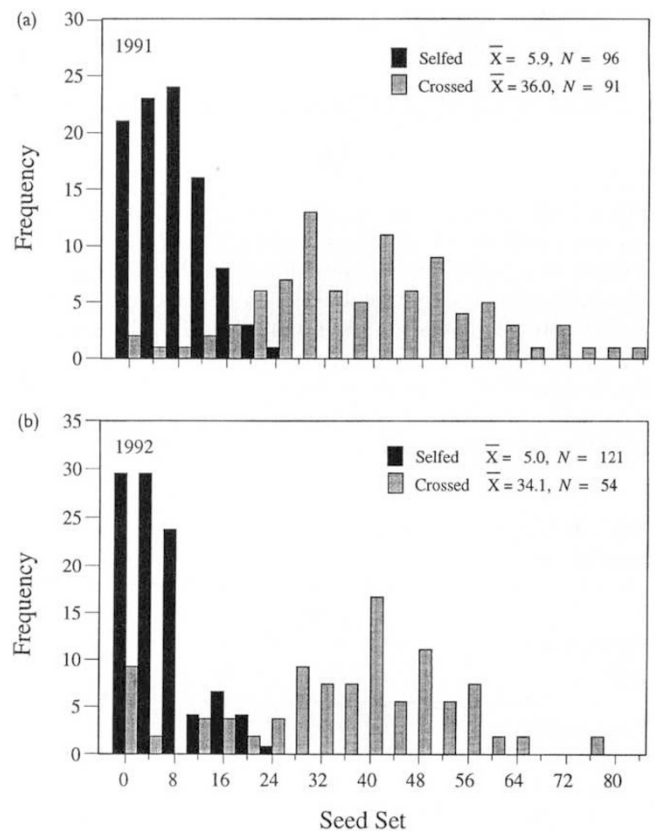 (a)
1991
Selfed X̄ = 5.9, N = 96
Crossed X̄ = 36.0, N = 91
Frequency
30
25
20
15
10
5
0
(b)
1992
Selfed X̄ = 5.0, N = 121
Crossed X̄ = 34.1, N = 54
Frequency
35
30
25
20
15
10
5
0
0 8 16 24 32 40 48 56 64 72 80
Seed Set